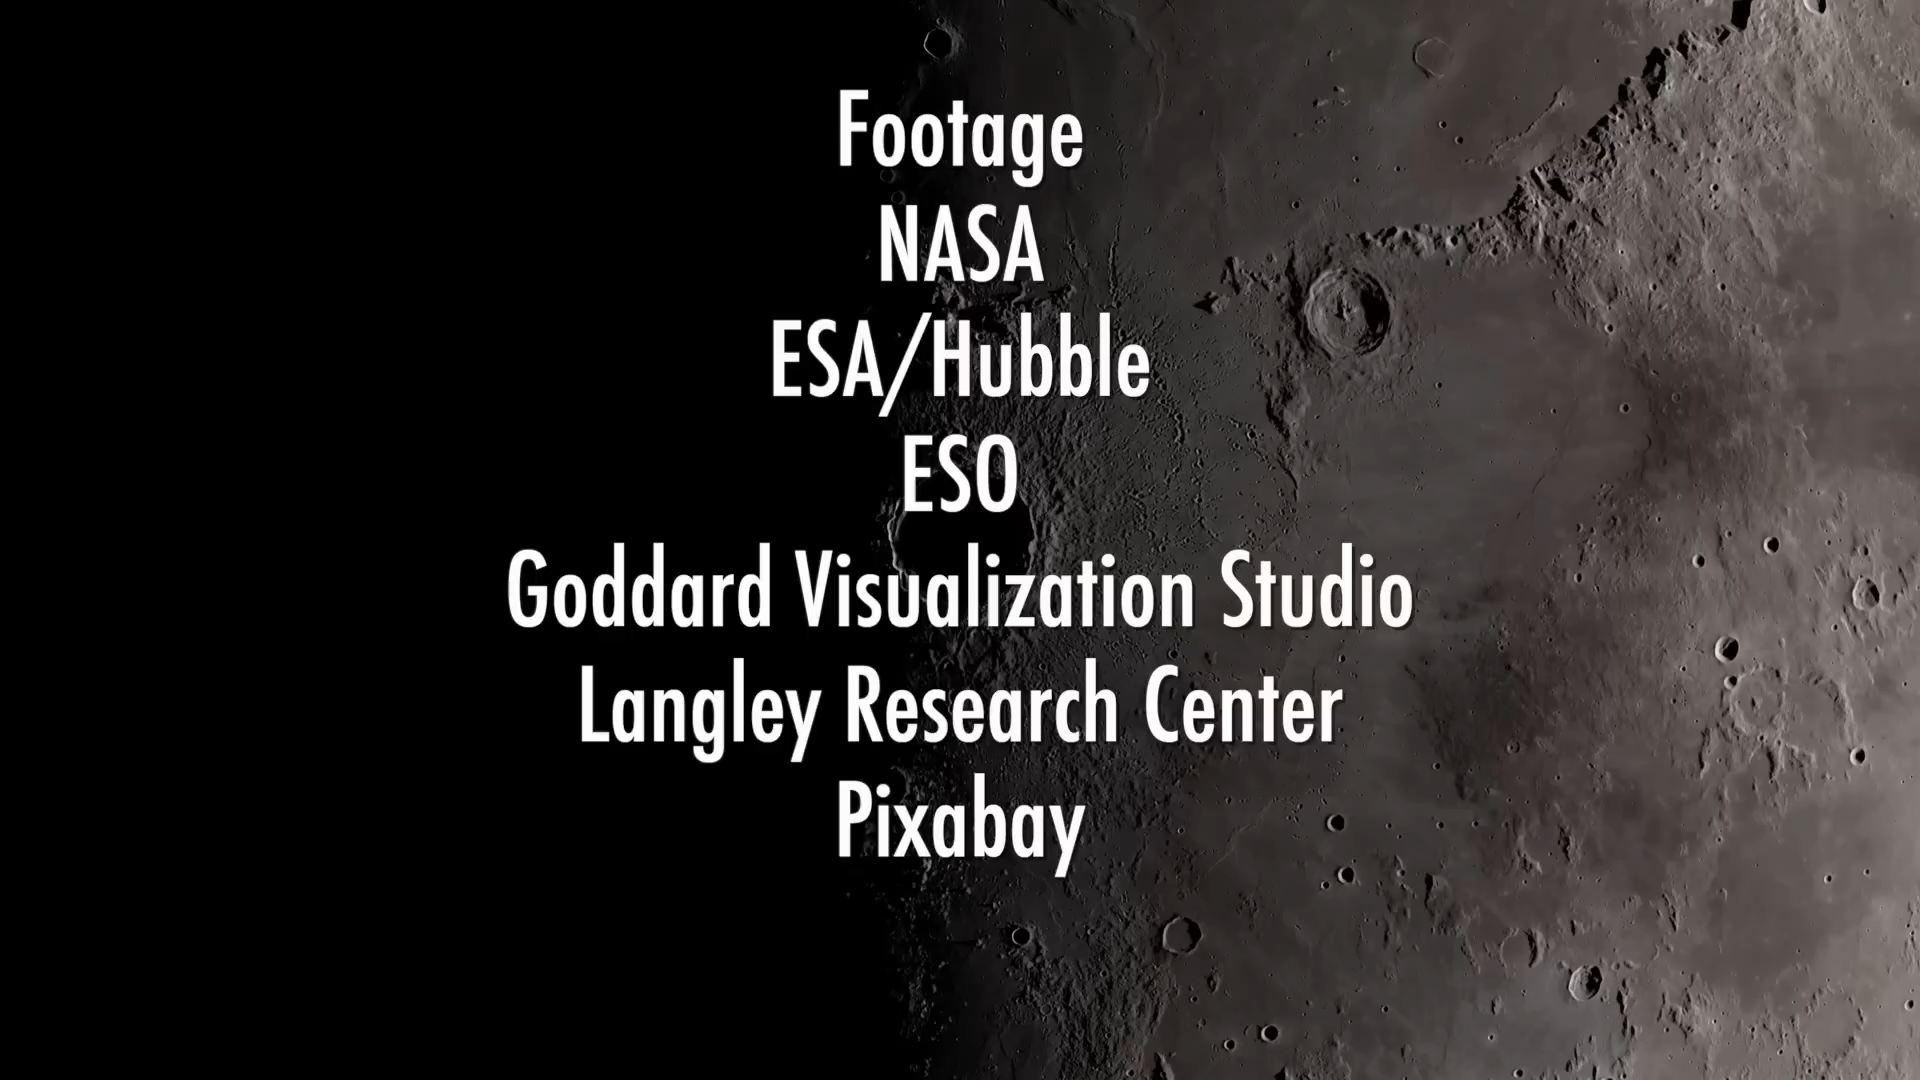 Footage
NASA
ESA/Hubble
ESO
Goddard Visualization Studio
Langley Research Center
Pixabay